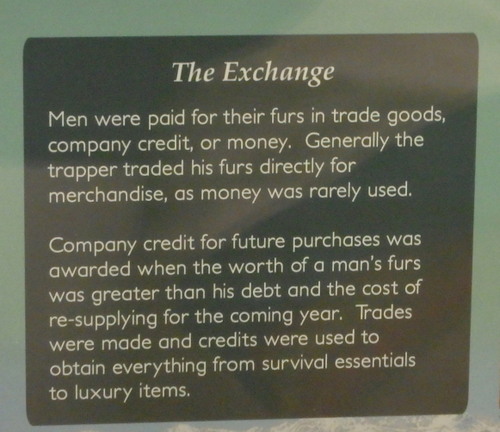 The Exchange
Men were paid for their furs in trade goods,
company credit, or money. Generally the
trapper traded his furs directly for
merchandise, as money was rarely used.
Company credit for future purchases was
awarded when the worth of a man's furs
was greater than his debt and the cost of
re-supplying for the coming year. Trades
were made and credits were used to
obtain everything from survival essentials
to luxury items.